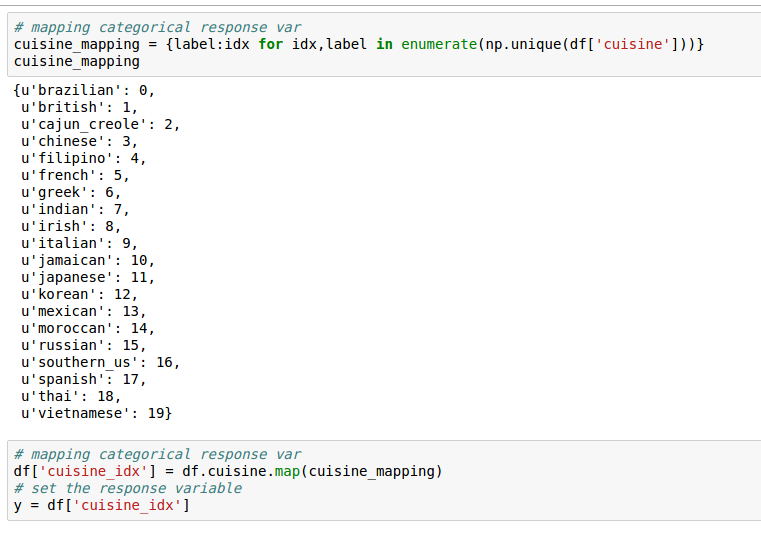 # mapping categorical response var
cuisine_mapping = {label:idx for idx,label in enumerate(np.unique(df['cuisine']))}
cuisine_mapping
{u'brazilian': 0,
 u'british': 1,
 u'cajun_creole': 2,
 u'chinese': 3,
 u'filipino': 4,
 u'french': 5,
 u'greek': 6,
 u'indian': 7,
 u'irish': 8,
 u'italian': 9,
 u'jamaican': 10,
 u'japanese': 11,
 u'korean': 12,
 u'mexican': 13,
 u'moroccan': 14,
 u'russian': 15,
 u'southern_us': 16,
 u'spanish': 17,
 u'thai': 18,
 u'vietnamese': 19}
# mapping categorical response var
df['cuisine_idx'] = df.cuisine.map(cuisine_mapping)
# set the response variable
y = df['cuisine_idx']